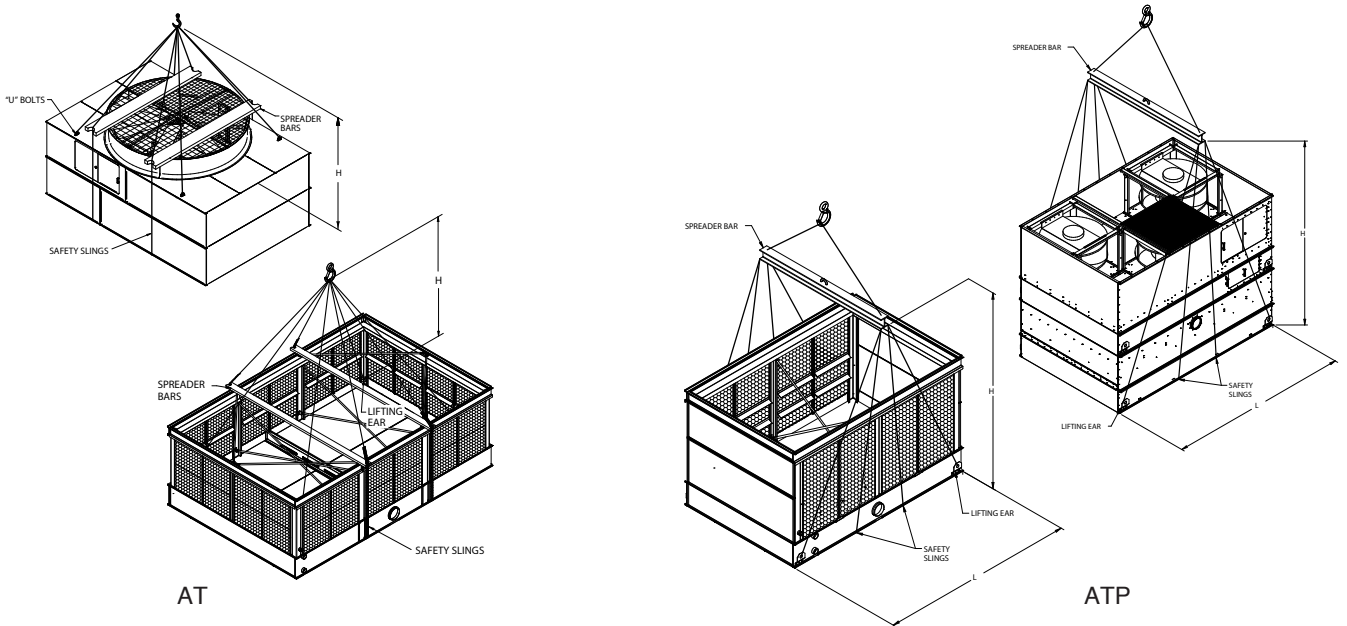 "U" BOLTS
SPREADER
BARS
H
SAFETY SLINGS
H
SPREADER
BARS
LIFTING
EAR
SAFETY SLINGS
AT
SPREADER BAR
H
LIFTING EAR
SAFETY
SLINGS
L
SPREADER BAR
H
SAFETY
SLINGS
L
LIFTING EAR
ATP